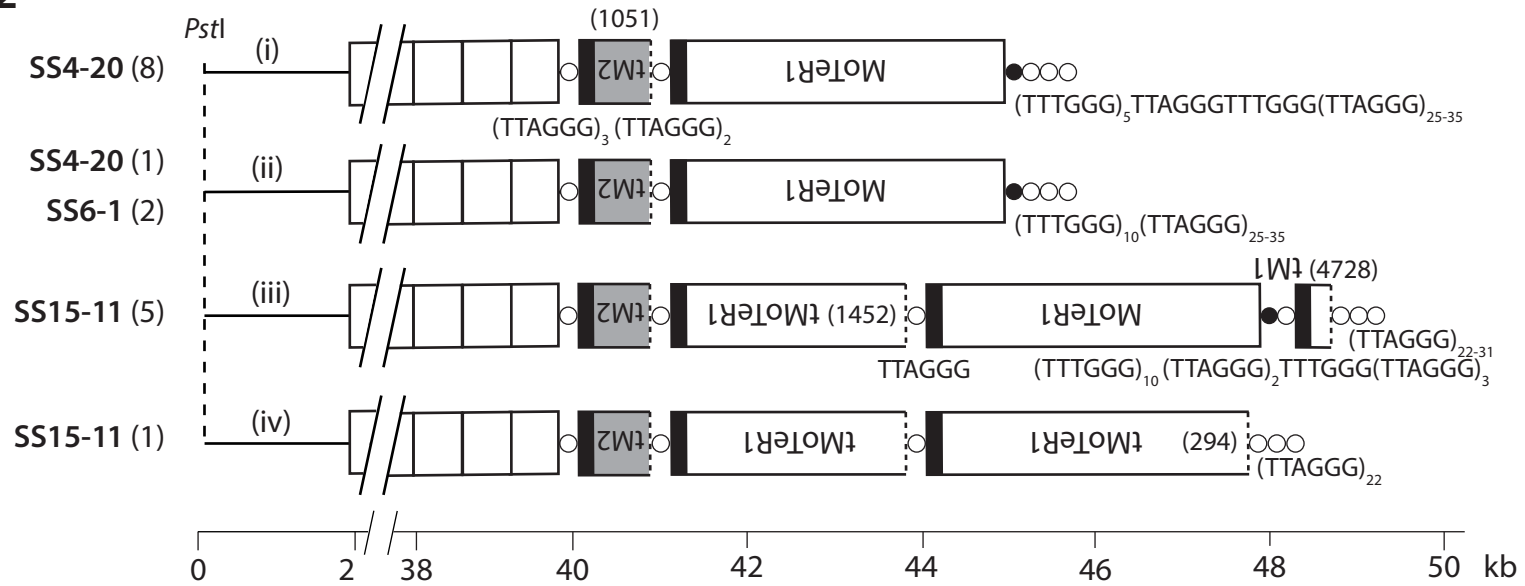 PstI
(1051)
SS4-20 (8)
(i)
tM2
MoTeR1
(TTTGGG)5TTAGGGTTTGGG(TTAGGG)25-35
(TTAGGG)3 (TTAGGG)2
SS4-20 (1)
SS6-1 (2)
(ii)
tM2
MoTeR1
(TTTGGG)10(TTAGGG)25-35
tM1 (4728)
SS15-11 (5)
(iii)
tM2
tMoTeR1 (1452)
MoTeR1
(TTAGGG)22-31
TTAGGG
(TTTGGG)10 (TTAGGG)2TTTGGG(TTAGGG)3
SS15-11 (1)
(iv)
tM2
tMoTeR1
tMoTeR1 (294)
(TTAGGG)22
0 2 38 40 42 44 46 48 50 kb